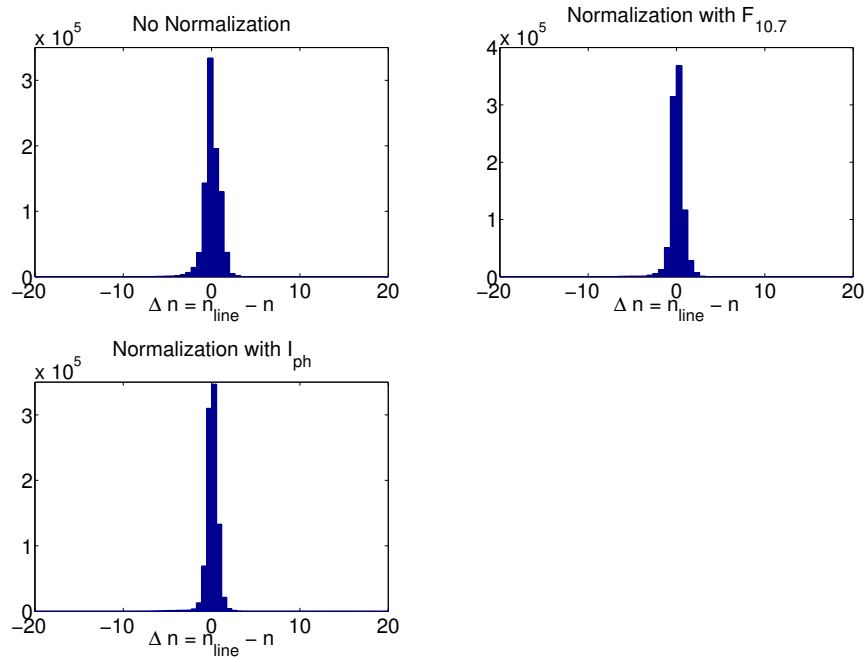 No Normalization
x 10^5
3
2
1
0
−20 −10 0 10 20
Δ n = n_line − n
Normalization with F_10.7
x 10^5
4
3
2
1
0
−20 −10 0 10 20
Δ n = n_line − n
Normalization with I_ph
x 10^5
3
2
1
0
−20 −10 0 10 20
Δ n = n_line − n